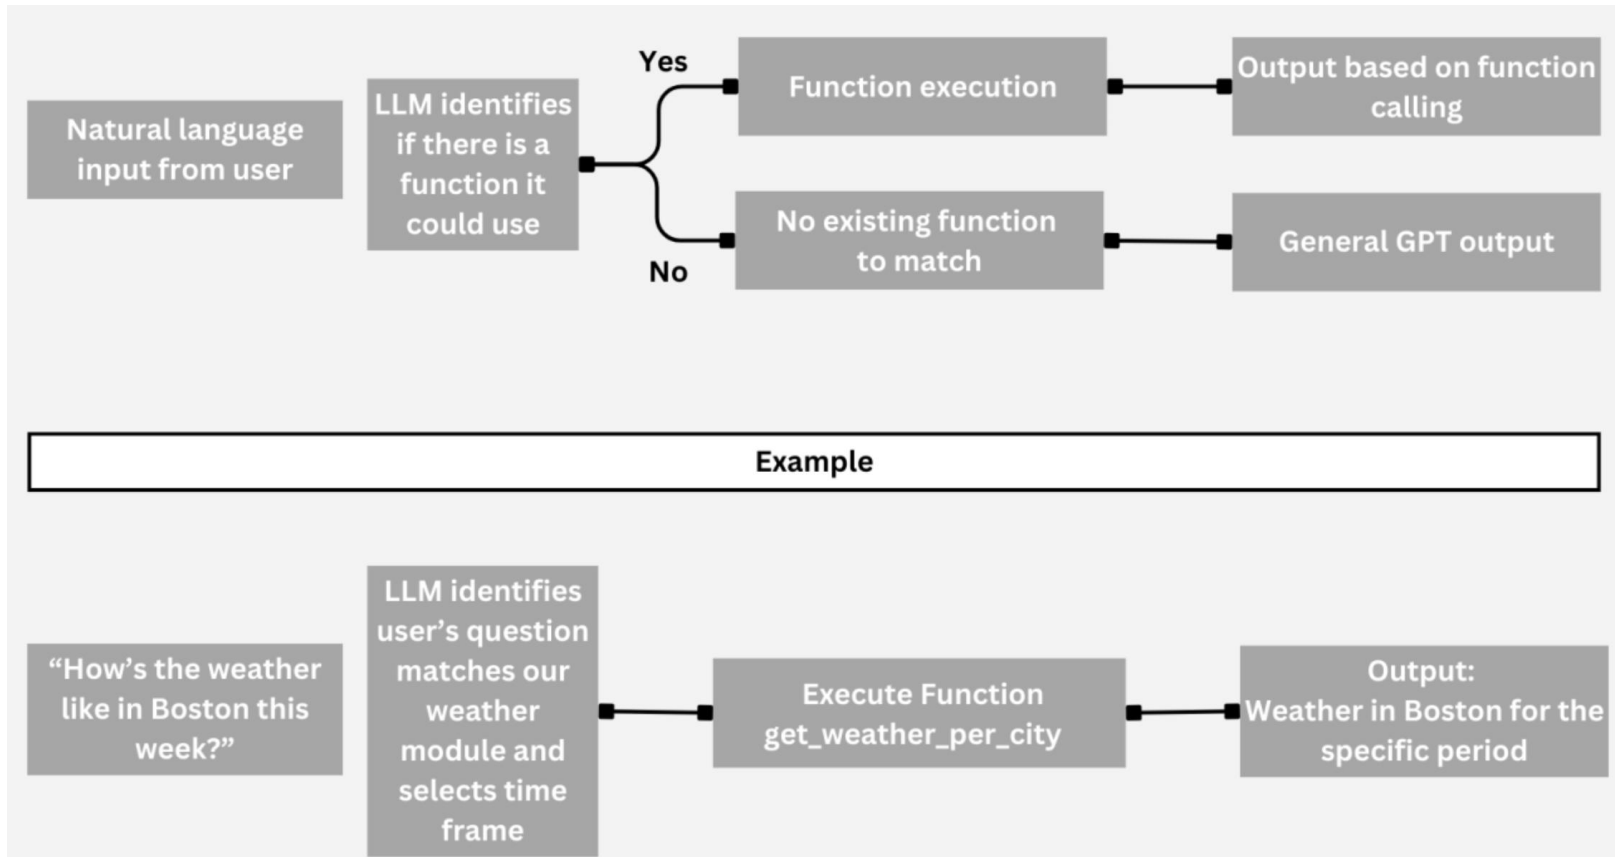 Natural language
input from user
LLM identifies
if there is a
function it
could use
Yes
Function execution
Output based on function
calling
No
No existing function
to match
General GPT output
Example
“How’s the weather
like in Boston this
week?”
LLM identifies
user’s question
matches our
weather
module and
selects time
frame
Execute Function
get_weather_per_city
Output:
Weather in Boston for the
specific period